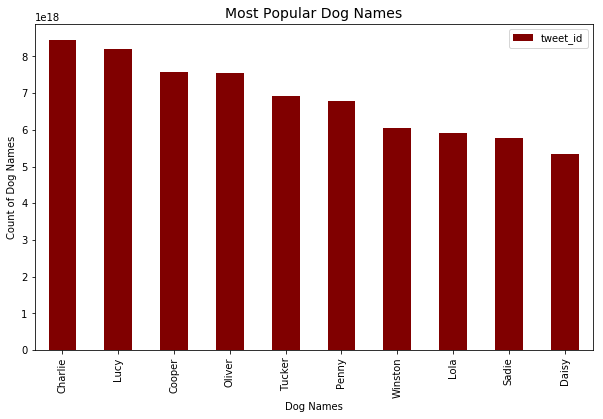 Most Popular Dog Names
1e18
tweet_id
8
7
6
5
4
3
2
1
0
Count of Dog Names
Charlie
Lucy
Cooper
Oliver
Tucker
Penny
Winston
Lola
Sadie
Daisy
Dog Names